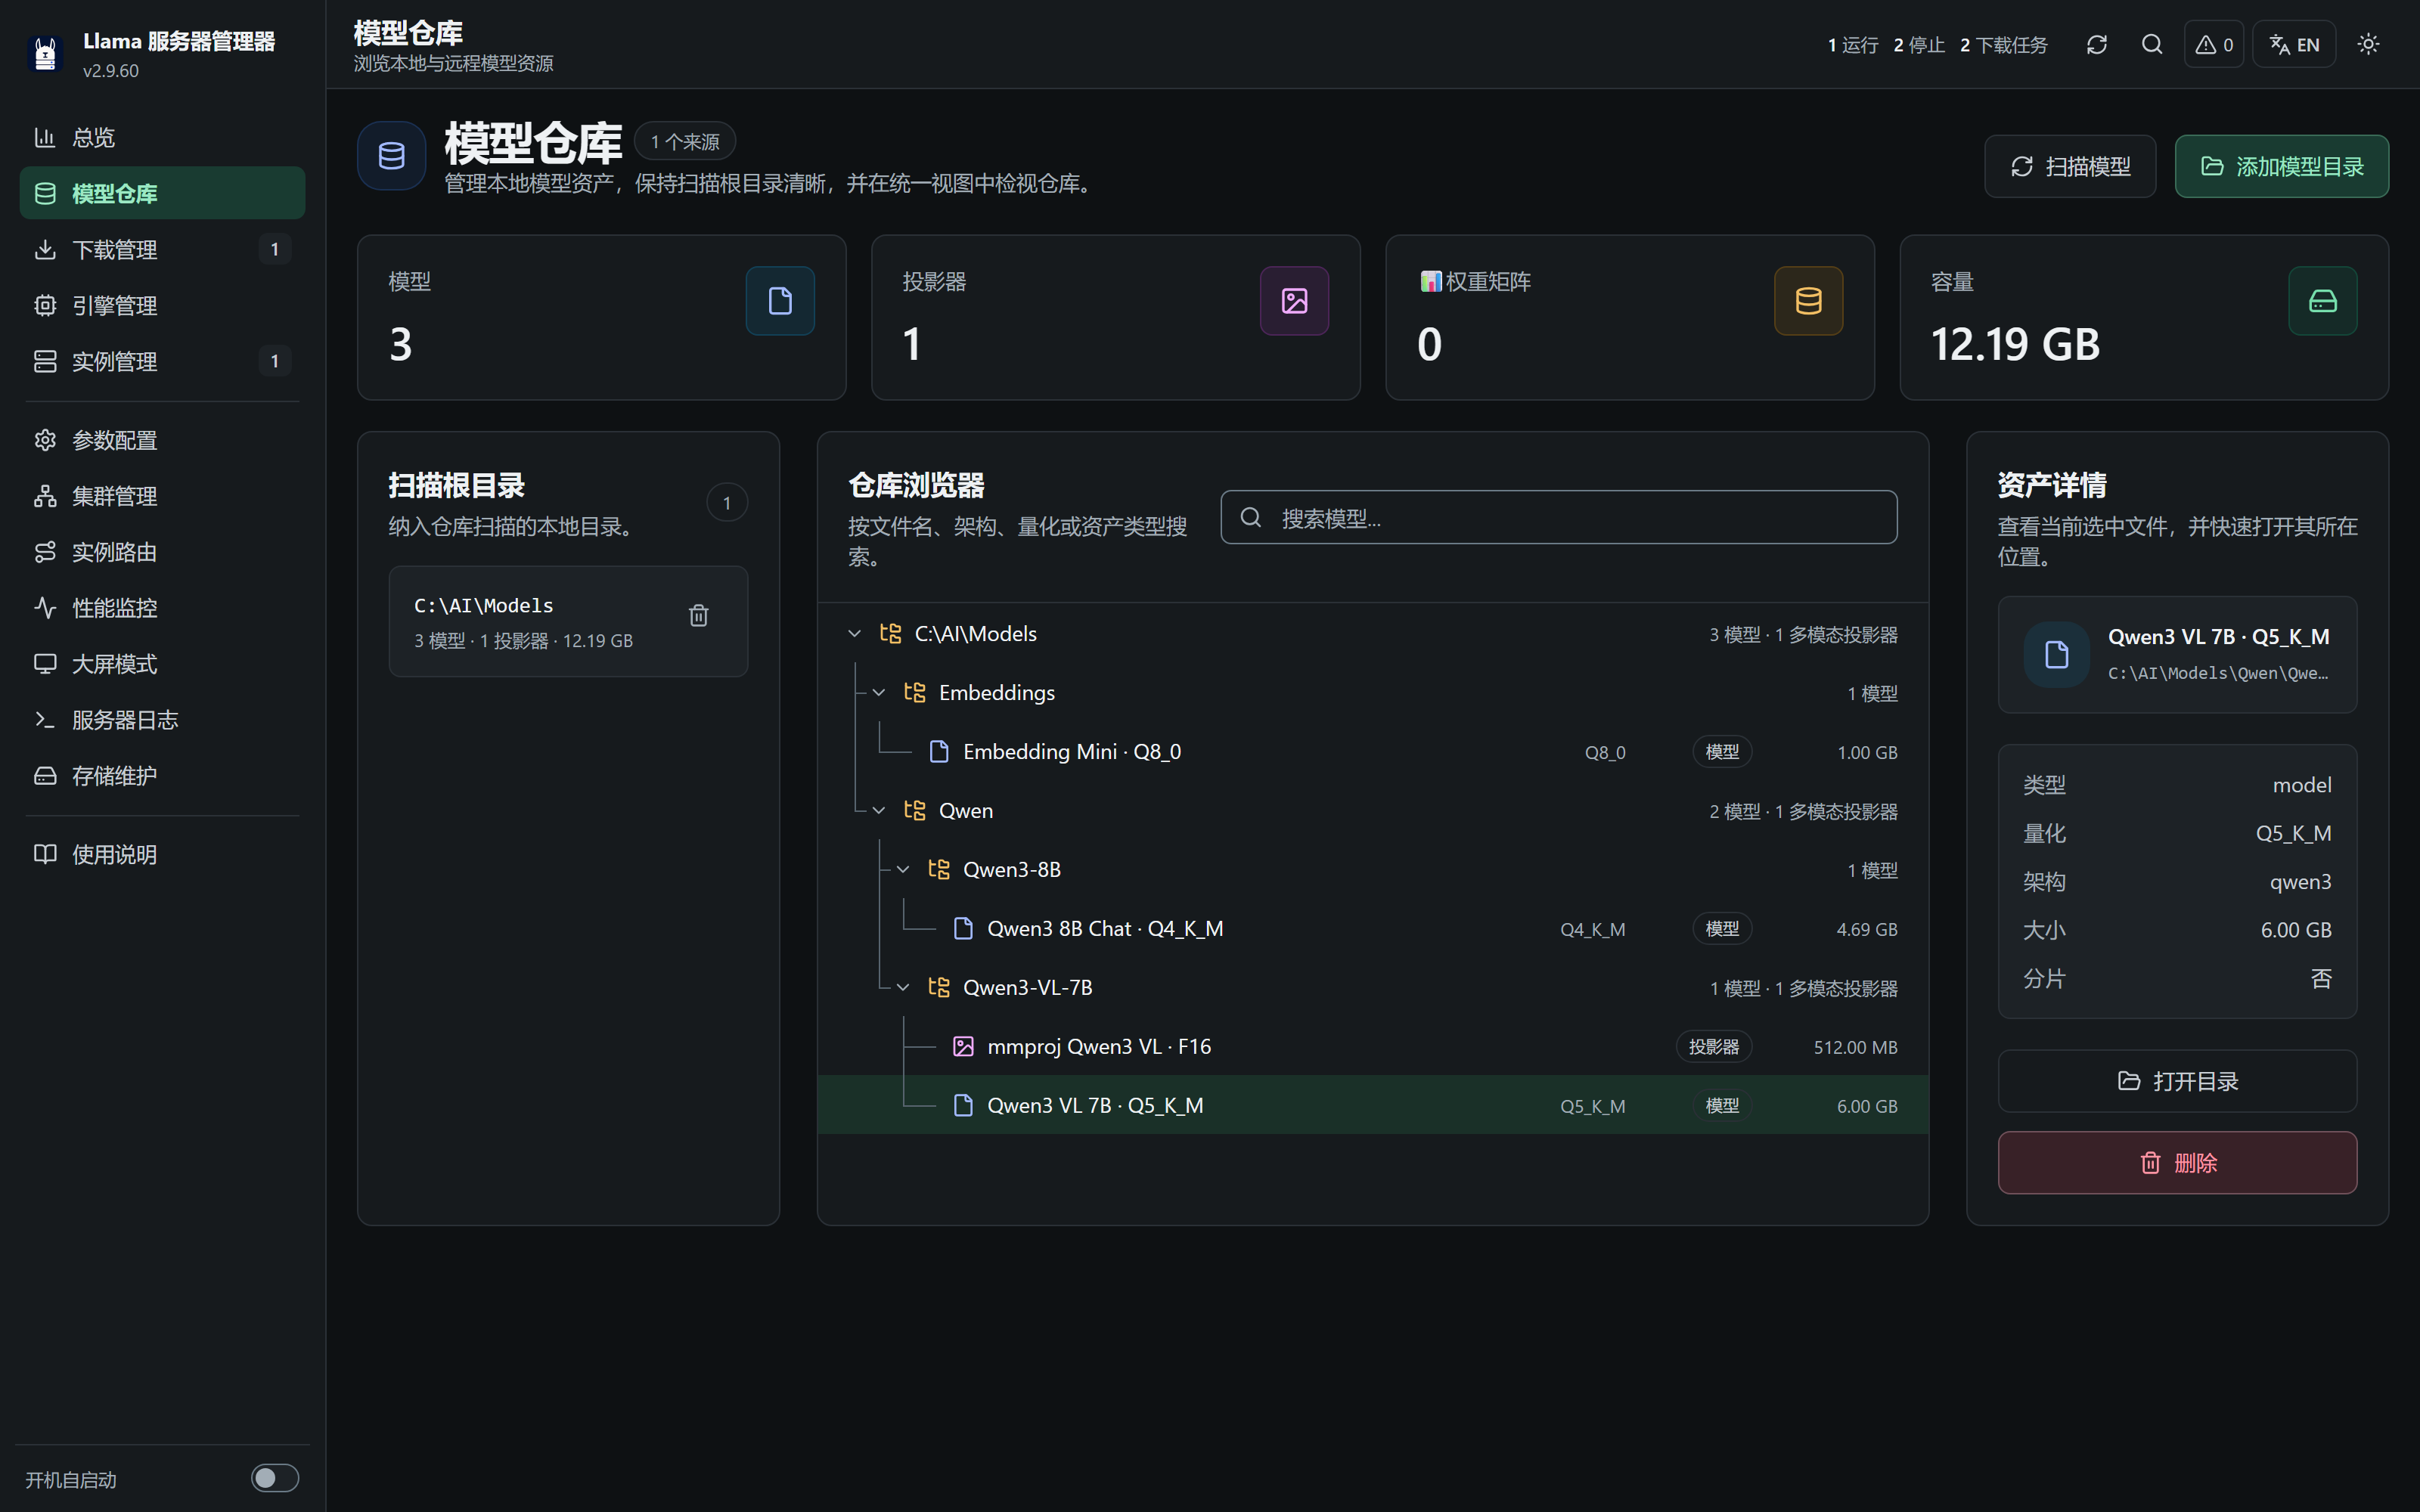 Llama 服务器管理器
v2.9.60
总览
模型仓库
下载管理 1
引擎管理
实例管理 1
参数配置
集群管理
实例路由
性能监控
大屏模式
服务器日志
存储维护
使用说明
开机自启动
模型仓库
浏览本地与远程模型资源
1 运行 2 停止 2 下载任务
0
EN
模型仓库
1 个来源
管理本地模型资产，保持扫描根目录清晰，并在统一视图中检视仓库。
扫描模型
添加模型目录
模型
3
投影器
1
📊权重矩阵
0
容量
12.19 GB
扫描根目录
纳入仓库扫描的本地目录。
1
C:\AI\Models
3 模型 · 1 投影器 · 12.19 GB
仓库浏览器
按文件名、架构、量化或资产类型搜
索。
搜索模型...
C:\AI\Models 3 模型 · 1 多模态投影器
Embeddings 1 模型
Embedding Mini · Q8_0 Q8_0 模型 1.00 GB
Qwen 2 模型 · 1 多模态投影器
Qwen3-8B 1 模型
Qwen3 8B Chat · Q4_K_M Q4_K_M 模型 4.69 GB
Qwen3-VL-7B 1 模型 · 1 多模态投影器
mmproj Qwen3 VL · F16 投影器 512.00 MB
Qwen3 VL 7B · Q5_K_M Q5_K_M 模型 6.00 GB
资产详情
查看当前选中文件，并快速打开其所在
位置。
Qwen3 VL 7B · Q5_K_M
C:\AI\Models\Qwen\Qwe…
类型 model
量化 Q5_K_M
架构 qwen3
大小 6.00 GB
分片 否
打开目录
删除